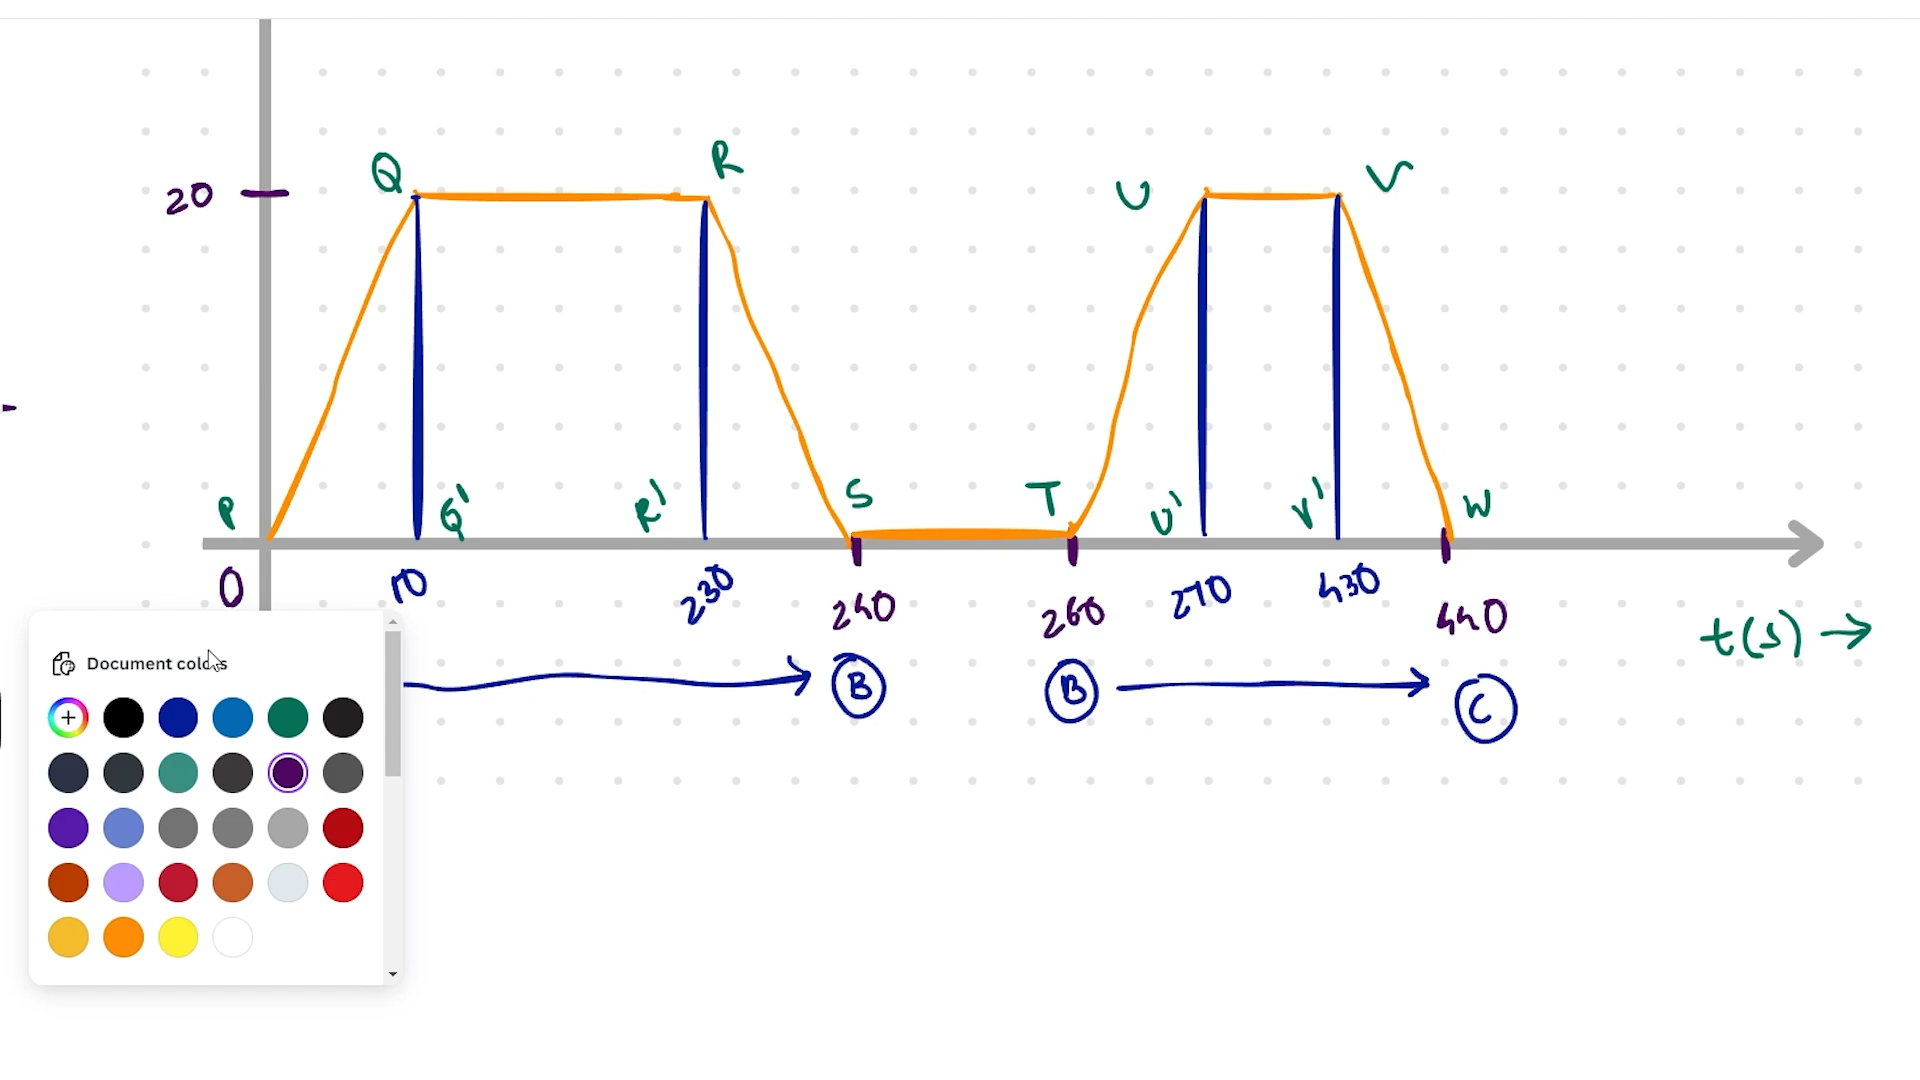 Q R U V
20
P Q' R' S T U' V' W
0 10 230 240 260 270 430 440
t(s) →
B B C
Document colors